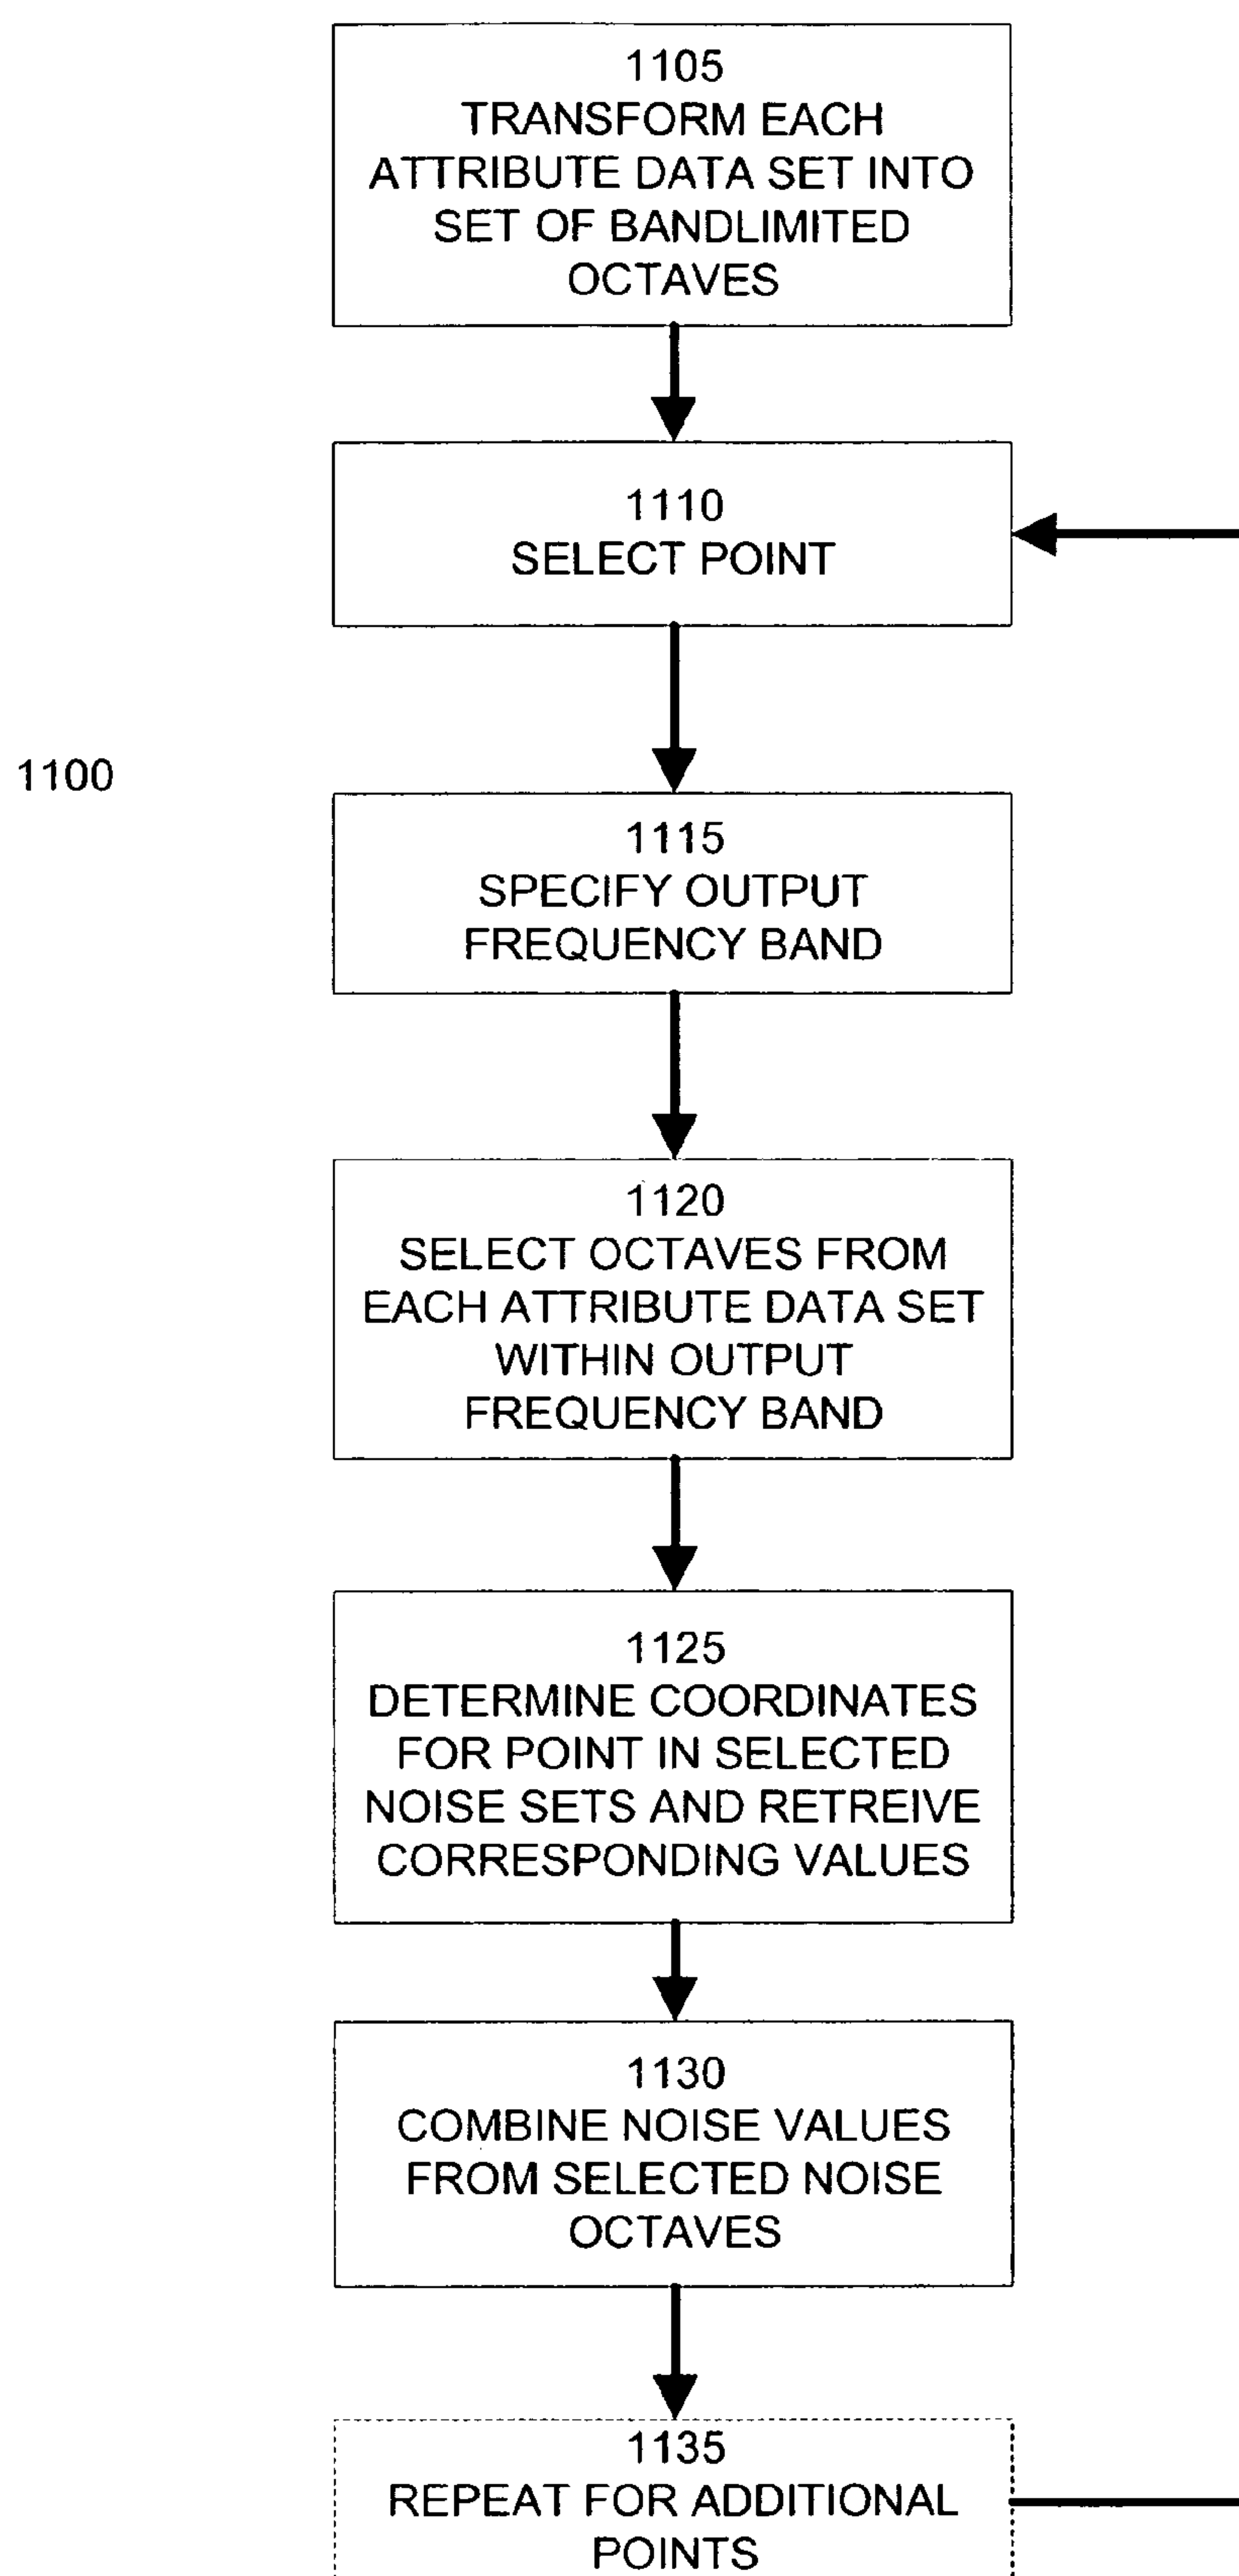 1105
TRANSFORM EACH
ATTRIBUTE DATA SET INTO
SET OF BANDLIMITED
OCTAVES
1110
SELECT POINT
1100
1115
SPECIFY OUTPUT
FREQUENCY BAND
1120
SELECT OCTAVES FROM
EACH ATTRIBUTE DATA SET
WITHIN OUTPUT
FREQUENCY BAND
1125
DETERMINE COORDINATES
FOR POINT IN SELECTED
NOISE SETS AND RETREIVE
CORRESPONDING VALUES
1130
COMBINE NOISE VALUES
FROM SELECTED NOISE
OCTAVES
1135
REPEAT FOR ADDITIONAL
POINTS